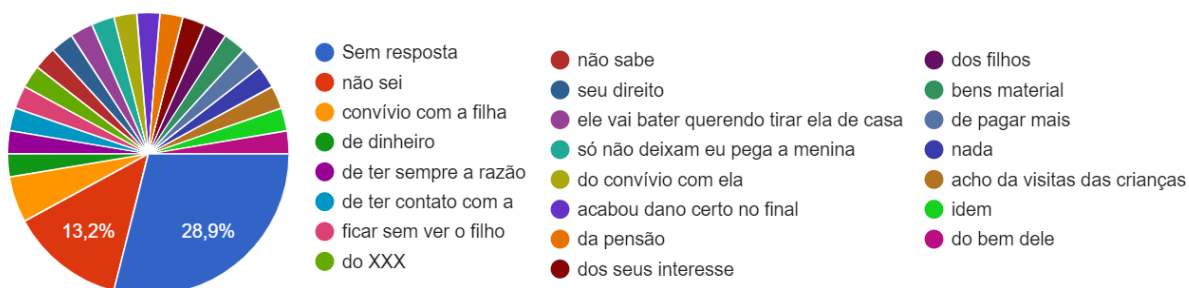 13,2%
28,9%
Sem resposta
não sei
convívio com a filha
de dinheiro
de ter sempre a razão
de ter contato com a
ficar sem ver o filho
do XXX
não sabe
seu direito
ele vai bater querendo tirar ela de casa
só não deixam eu pega a menina
do convívio com ela
acabou dano certo no final
da pensão
dos seus interesse
dos filhos
bens material
de pagar mais
nada
acho da visitas das crianças
idem
do bem dele